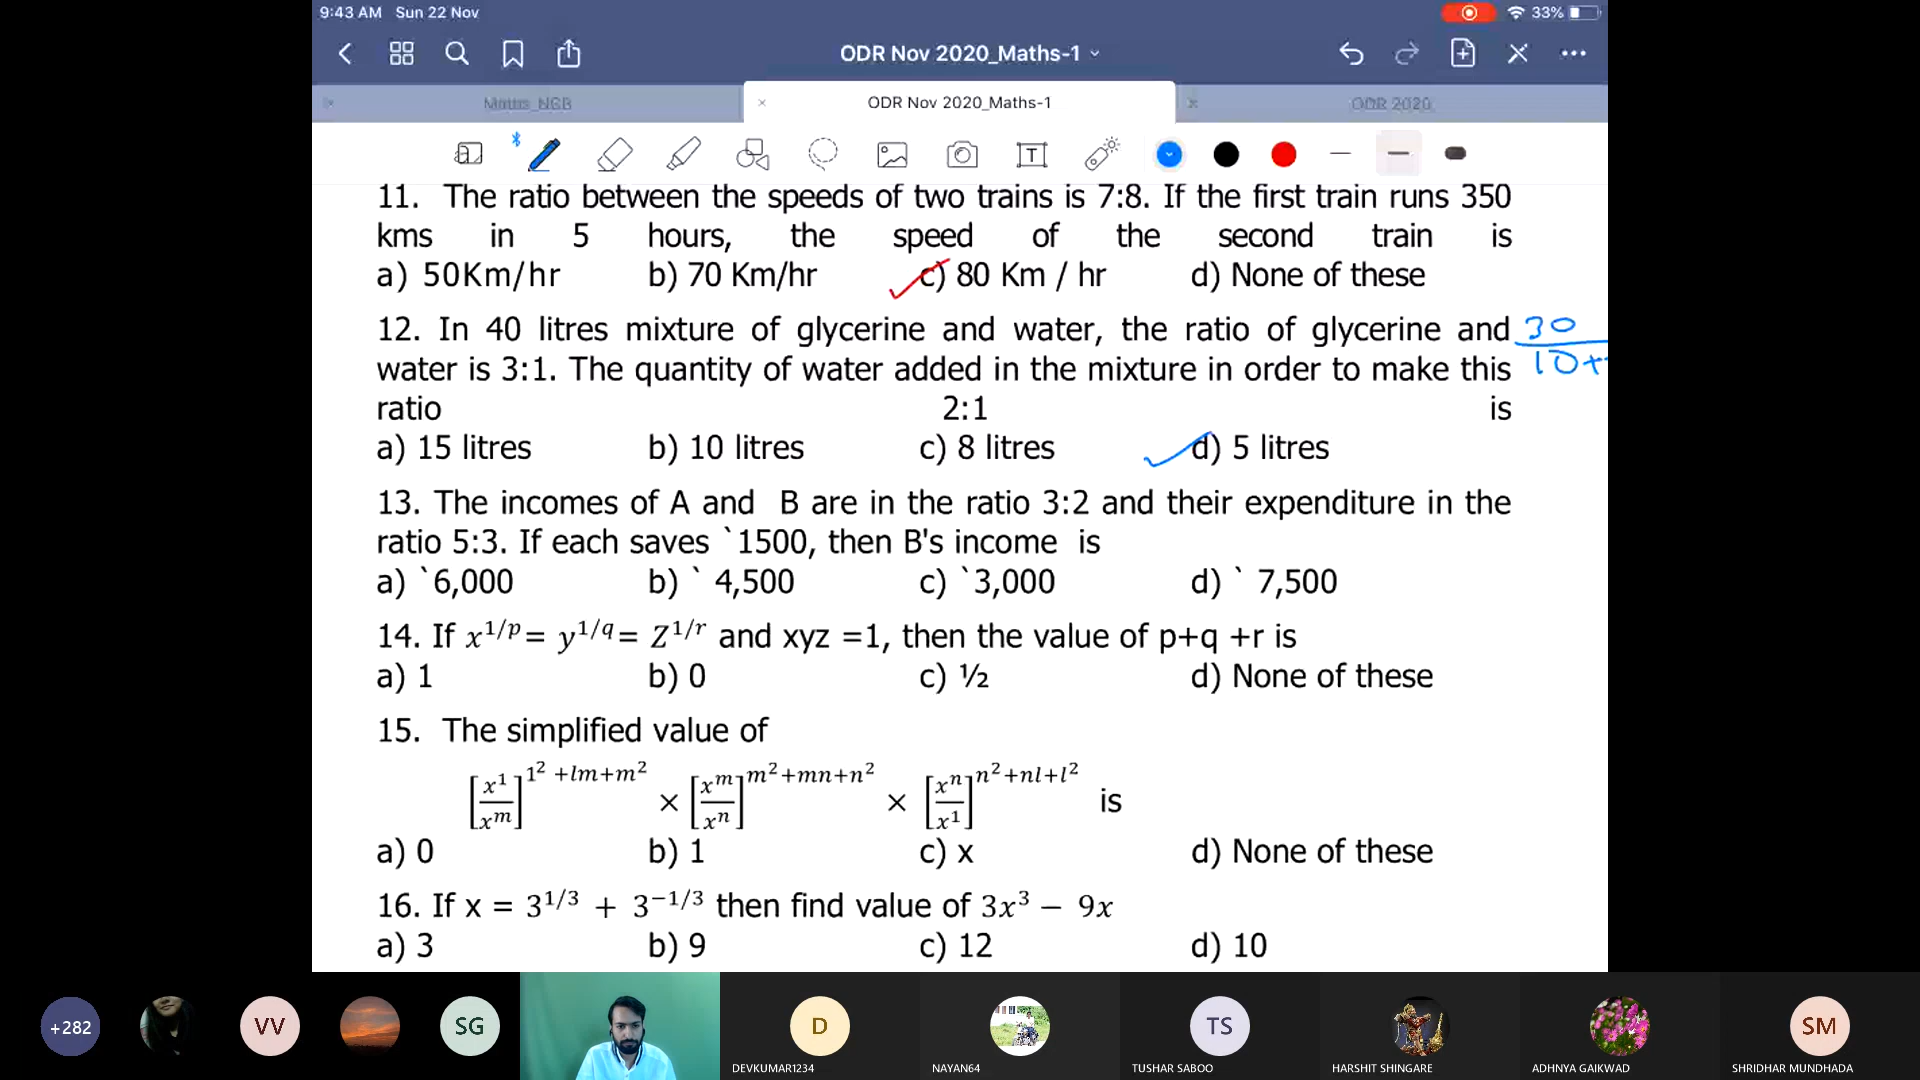 9:43 AM Sun 22 Nov
33%
ODR Nov 2020_Maths-1
Maths_NGB
ODR Nov 2020_Maths-1
ODR 2020
11. The ratio between the speeds of two trains is 7:8. If the first train runs 350
kms in 5 hours, the speed of the second train is
a) 50Km/hr b) 70 Km/hr c) 80 Km / hr d) None of these
12. In 40 litres mixture of glycerine and water, the ratio of glycerine and
30
water is 3:1. The quantity of water added in the mixture in order to make this
10+
ratio 2:1 is
a) 15 litres b) 10 litres c) 8 litres d) 5 litres
13. The incomes of A and B are in the ratio 3:2 and their expenditure in the
ratio 5:3. If each saves `1500, then B's income is
a) `6,000 b) ` 4,500 c) `3,000 d) ` 7,500
14. If x^{1/p} = y^{1/q} = Z^{1/r} and xyz =1, then the value of p+q +r is
a) 1 b) 0 c) ½ d) None of these
15. The simplified value of
[x^1/x^m]^{1^2 +lm+m^2} × [x^m/x^n]^{m^2+mn+n^2} × [x^n/x^1]^{n^2+nl+l^2} is
a) 0 b) 1 c) x d) None of these
16. If x = 3^{1/3} + 3^{−1/3} then find value of 3x^3 − 9x
a) 3 b) 9 c) 12 d) 10
+282
VV
SG
D
TS
SM
DEVKUMAR1234
NAYAN64
TUSHAR SABOO
HARSHIT SHINGARE
ADHNYA GAIKWAD
SHRIDHAR MUNDHADA